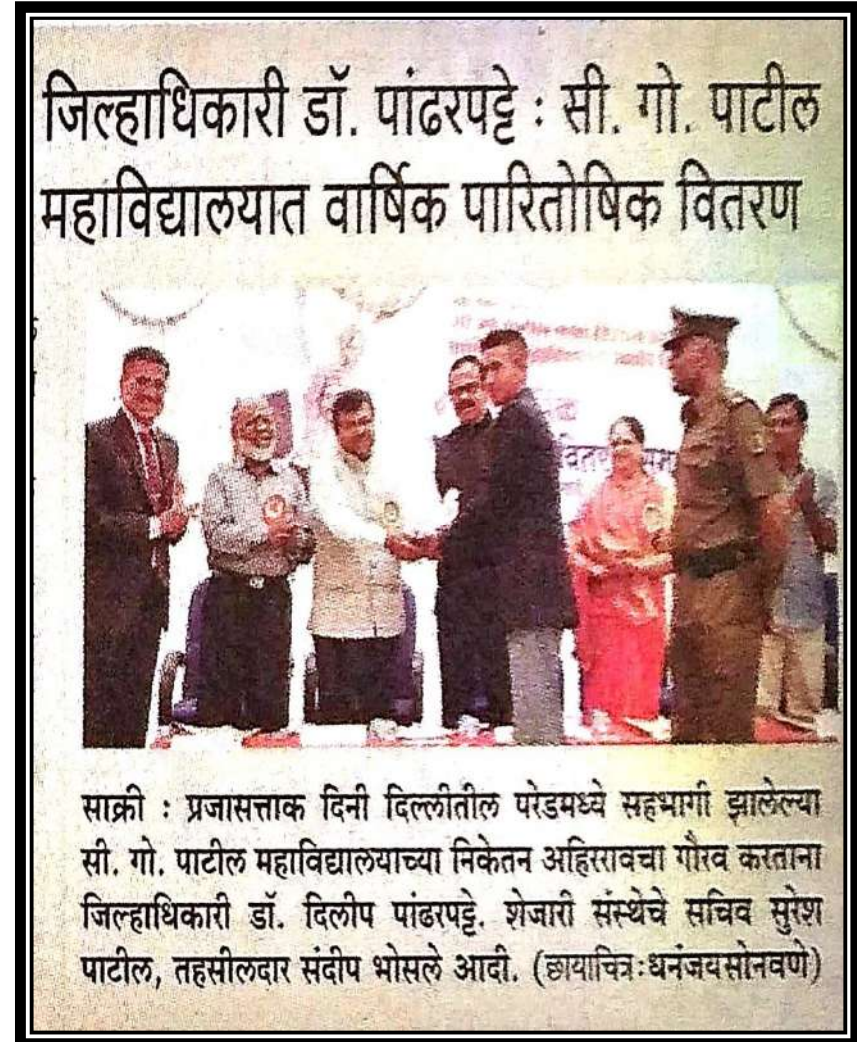 जिल्हाधिकारी डॉ. पांढरपट्टे : सी. गो. पाटील
महाविद्यालयात वार्षिक पारितोषिक वितरण
साक्री : प्रजासत्ताक दिनी दिल्लीतील परेडमध्ये सहभागी झालेल्या
सी. गो. पाटील महाविद्यालयाच्या निकेतन अहिररावचा गौरव करताना
जिल्हाधिकारी डॉ. दिलीप पांढरपट्टे. शेजारी संस्थेचे सचिव सुरेश
पाटील, तहसीलदार संदीप भोसले आदी. (छायाचित्र:धनंजयसोनवणे)